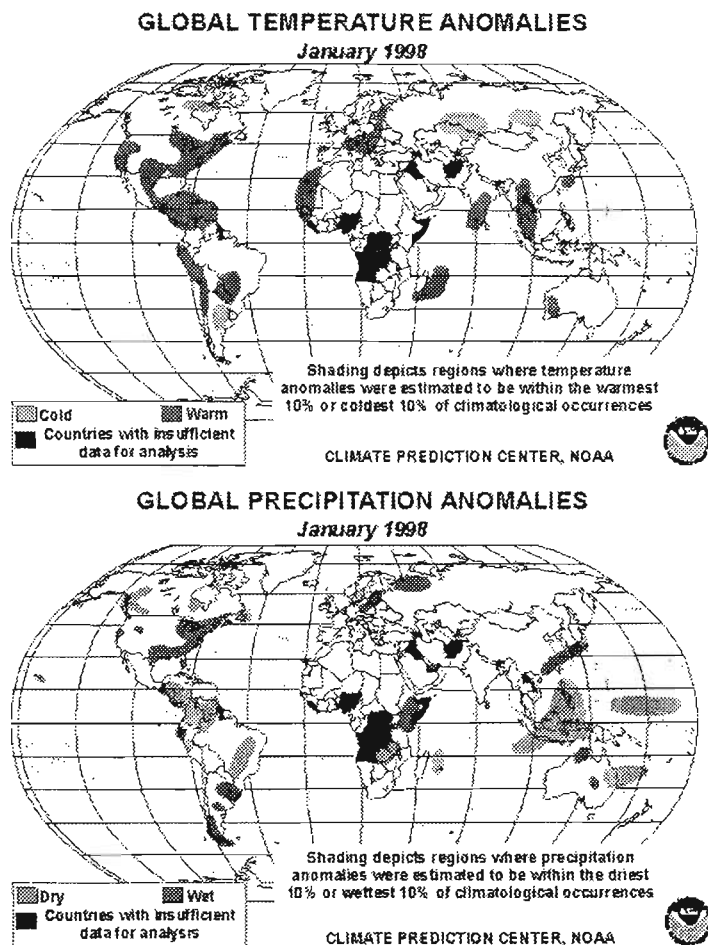 GLOBAL TEMPERATURE ANOMALIES
January 1998
Shading depicts regions where temperature
anomalies were estimated to be within the warmest
10% or coldest 10% of climatological occurrences
Cold Warm
Countries with insufficient
data for analysis
CLIMATE PREDICTION CENTER, NOAA
GLOBAL PRECIPITATION ANOMALIES
January 1998
Shading depicts regions where precipitation
anomalies were estimated to be within the driest
10% or wettest 10% of climatological occurrences
Dry Wet
Countries with insufficient
data for analysis
CLIMATE PREDICTION CENTER, NOAA